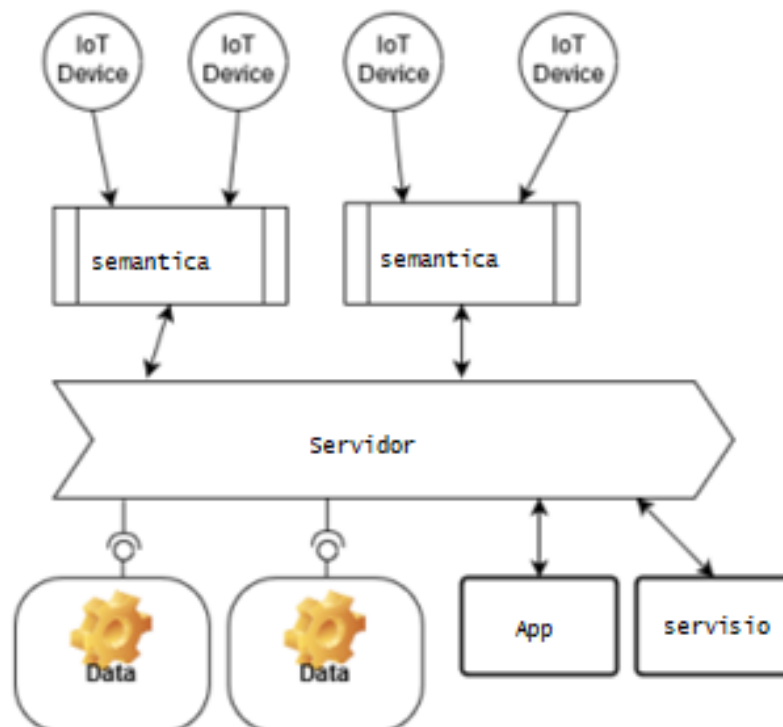 IoT
Device
IoT
Device
IoT
Device
IoT
Device
semantica
semantica
Servidor
Data
Data
App
servisio